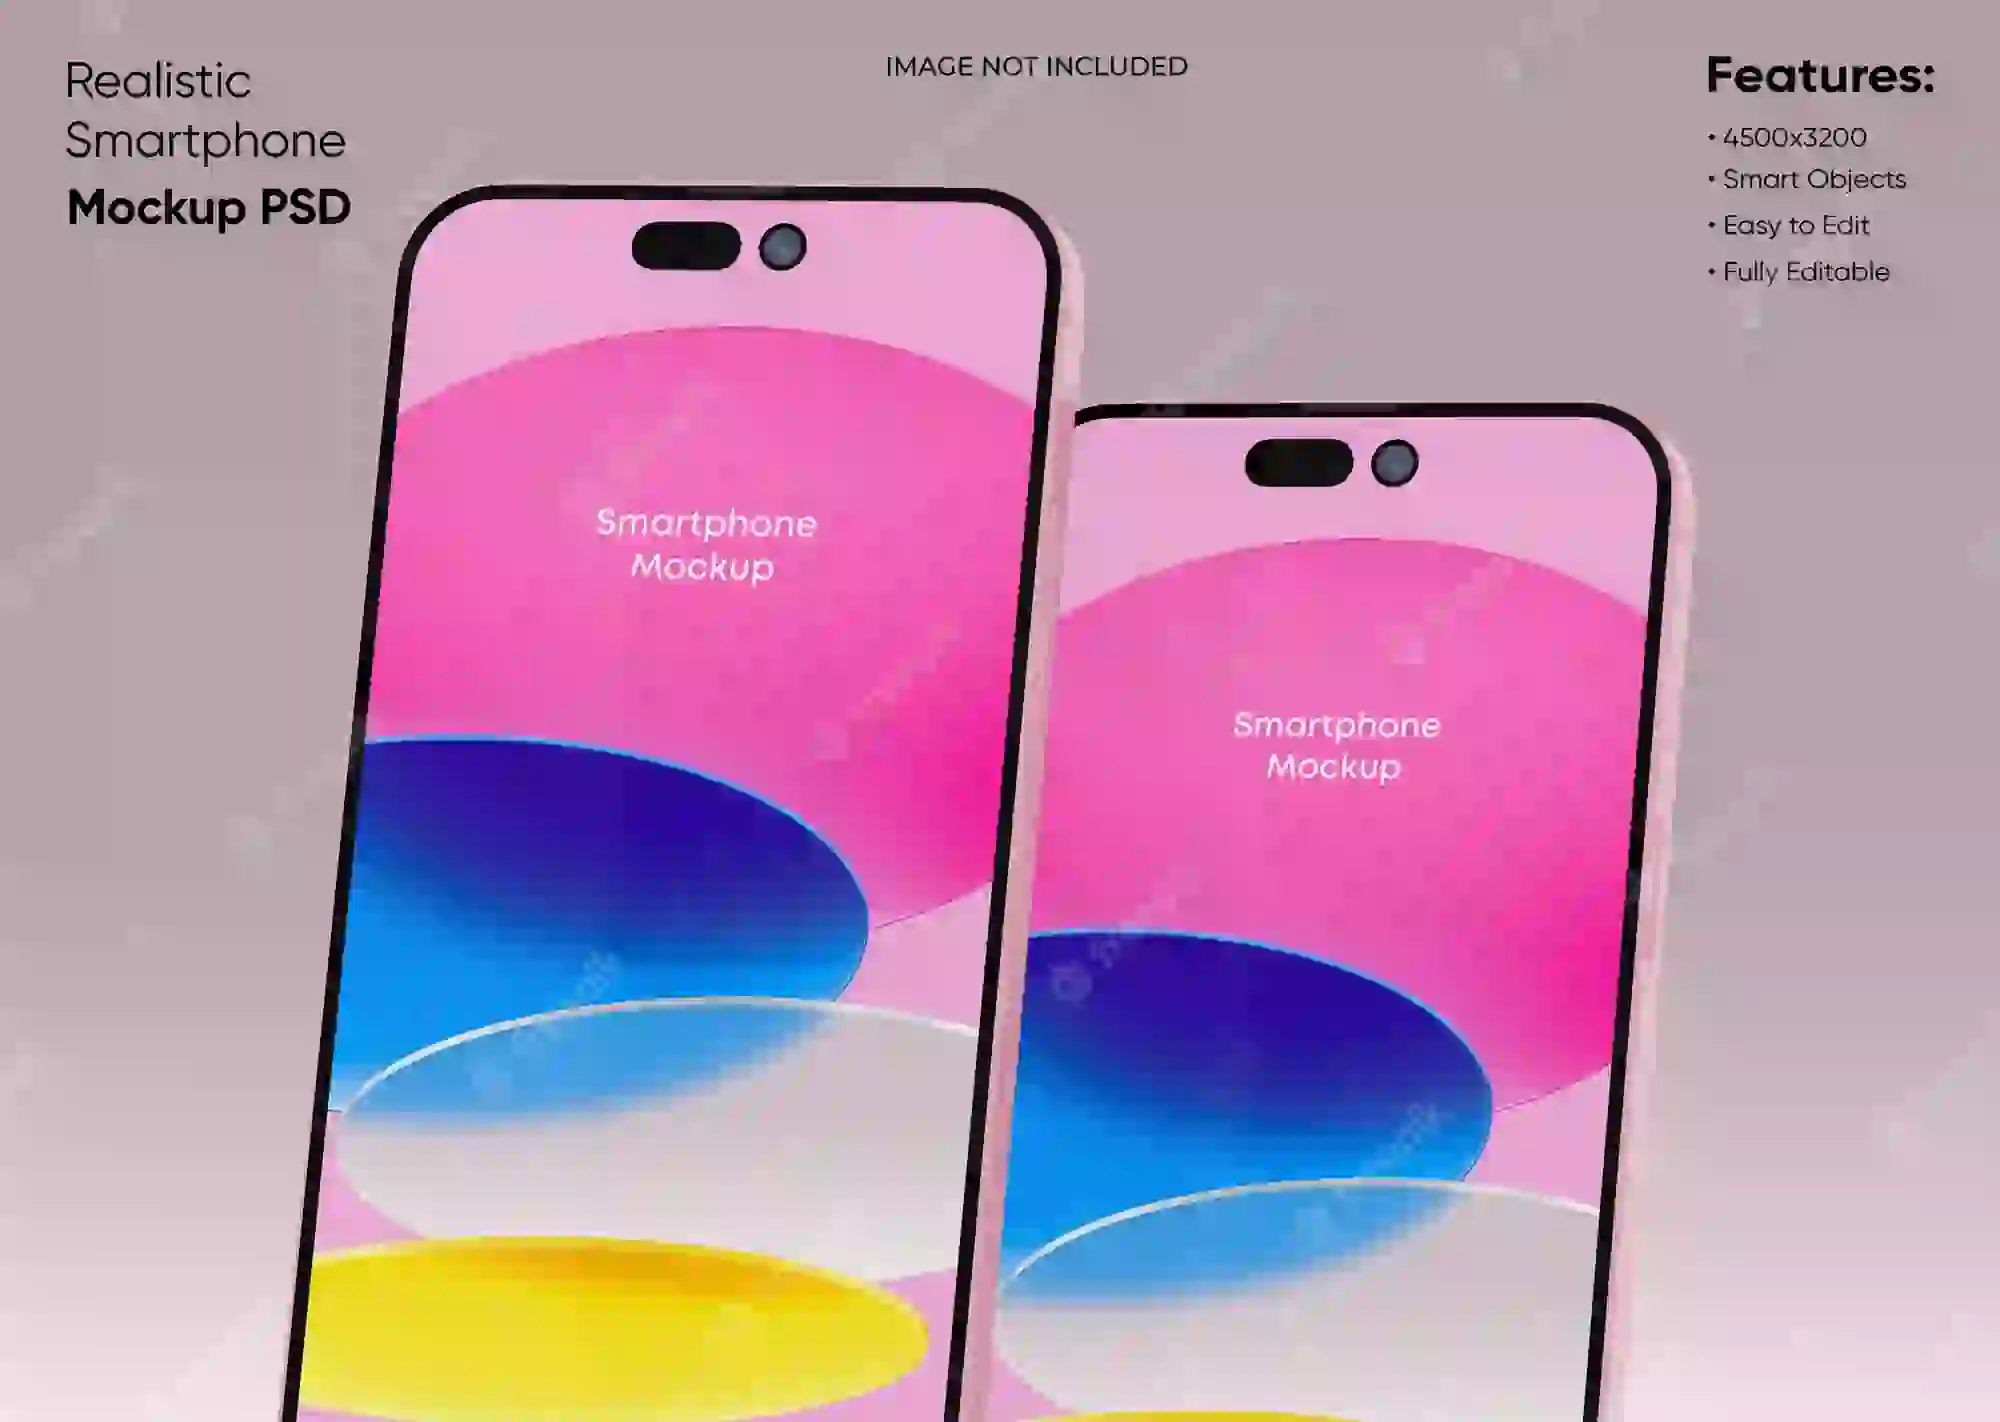 Realistic
Smartphone
Mockup PSD
IMAGE NOT INCLUDED
Features:
• 4500x3200
• Smart Objects
• Easy to Edit
• Fully Editable
Smartphone
Mockup
Smartphone
Mockup